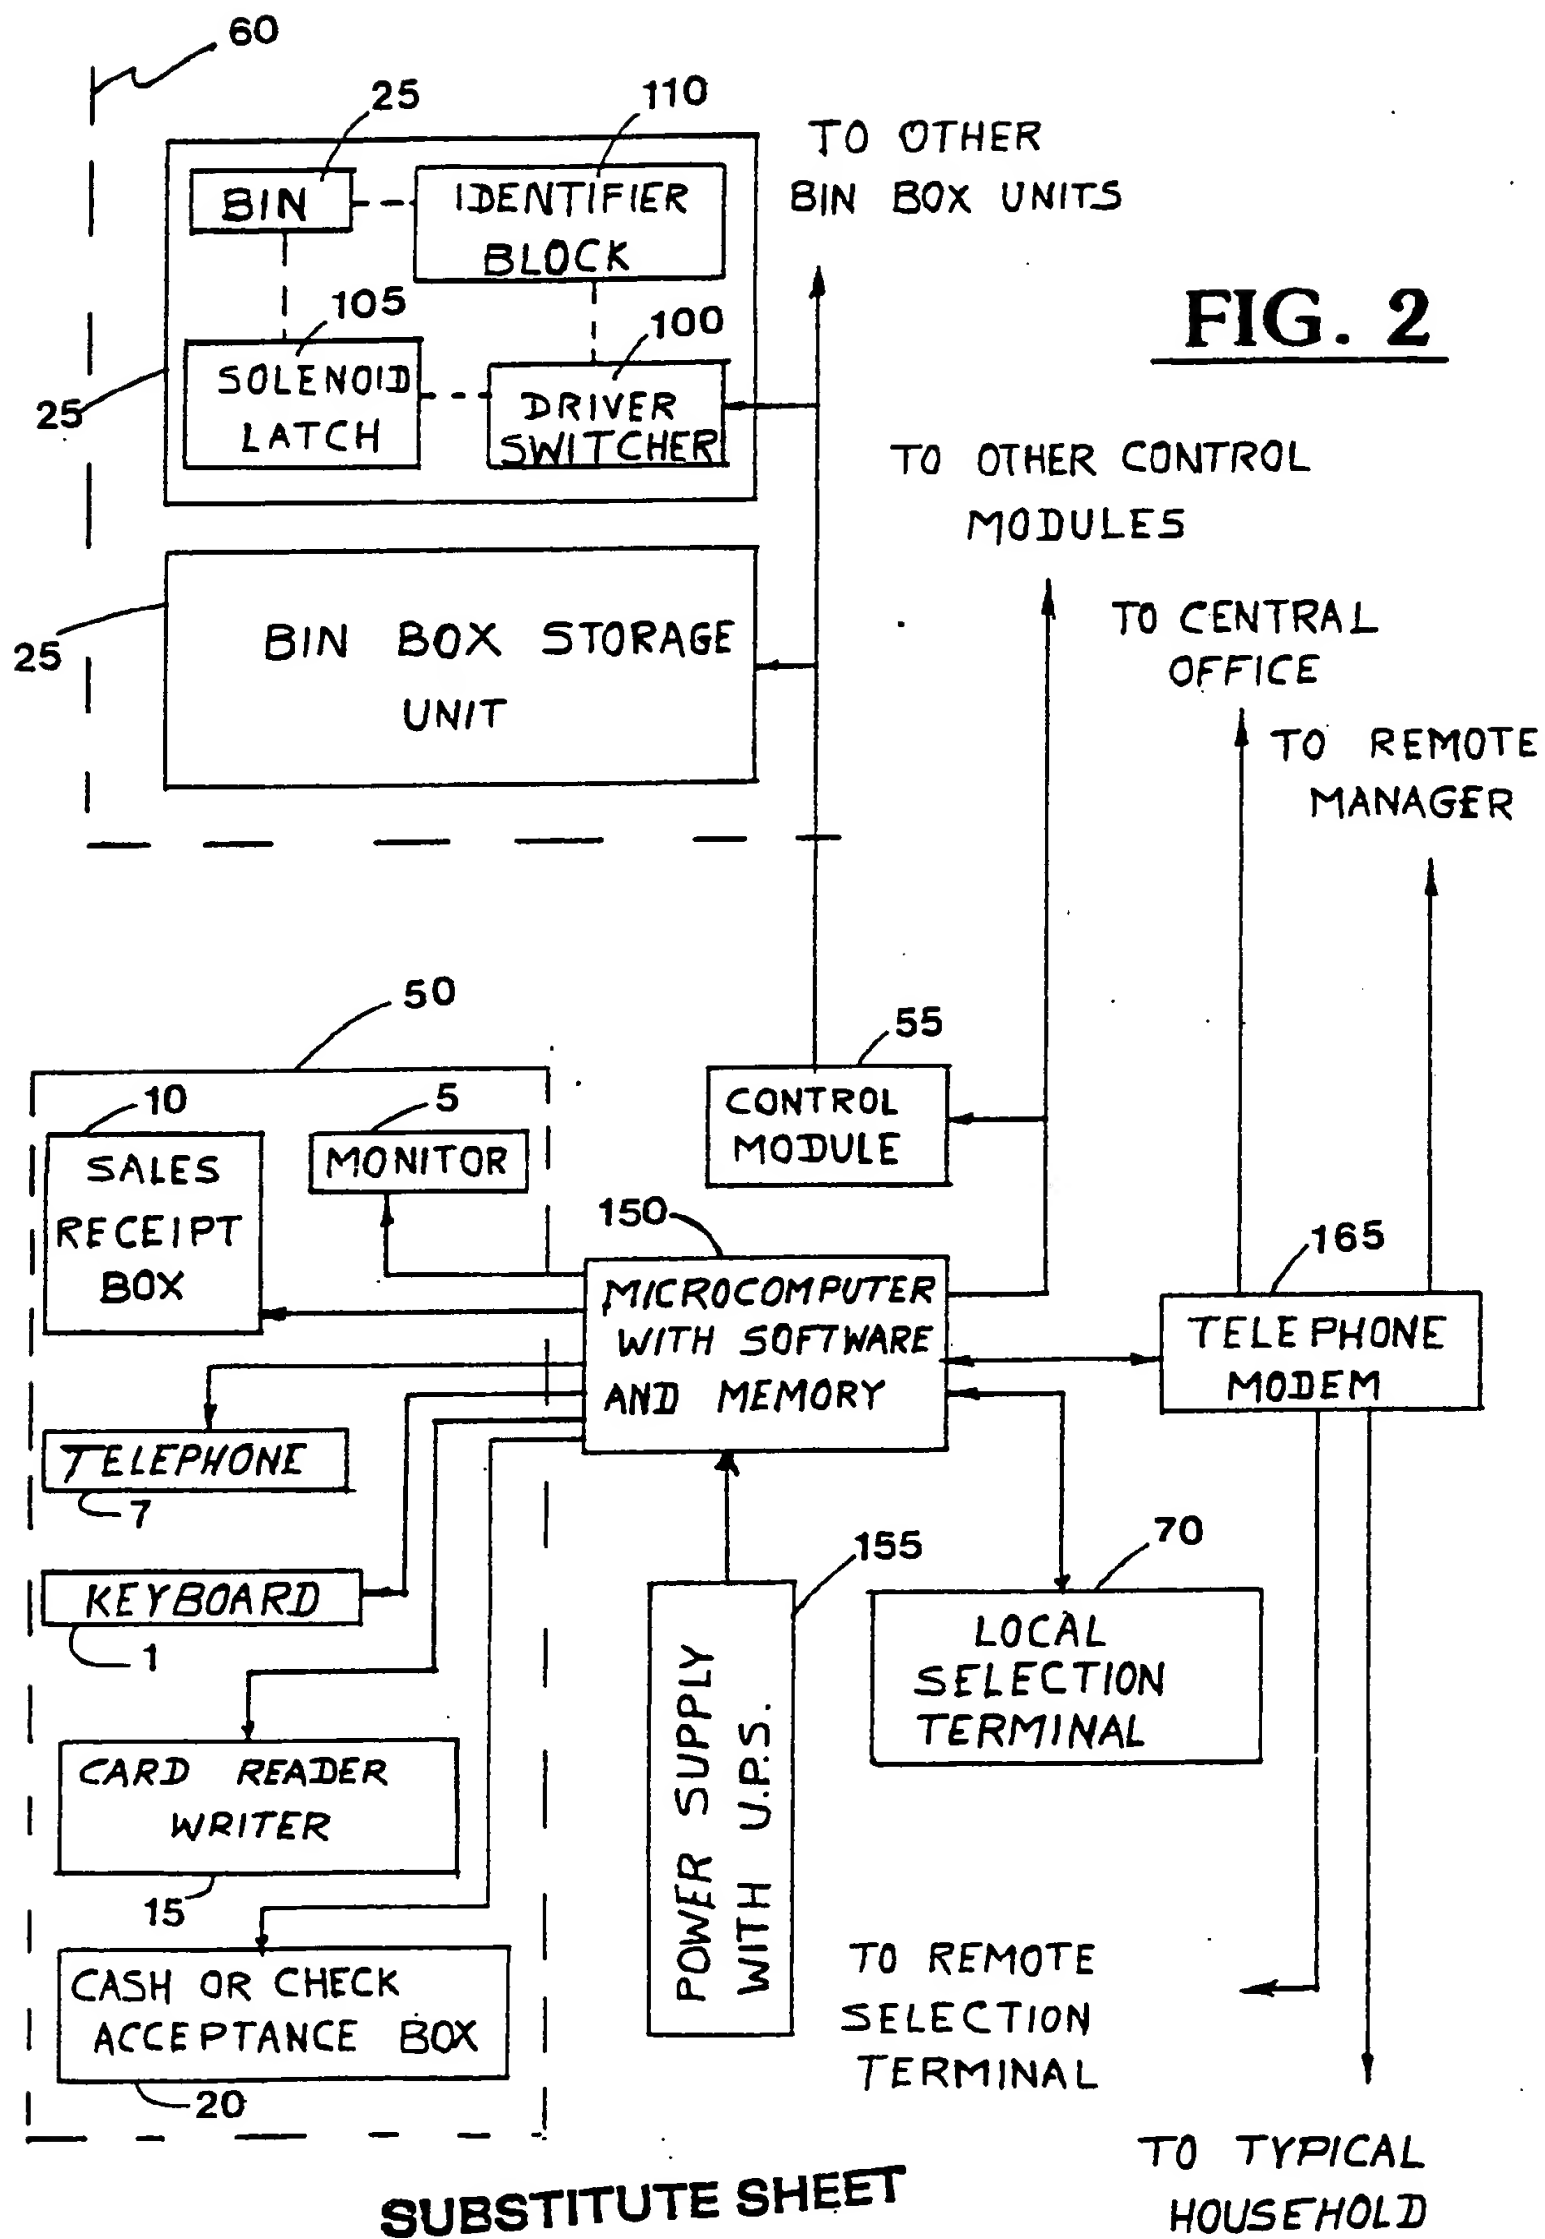 60
25
110
TO OTHER
BIN BOX UNITS
BIN
IDENTIFIER
BLOCK
105
100
FIG. 2
SOLENOID
LATCH
DRIVER
SWITCHER
25
TO OTHER CONTROL
MODULES
TO CENTRAL
OFFICE
25
BIN BOX STORAGE
UNIT
TO REMOTE
MANAGER
50
55
10
5
CONTROL
MODULE
SALES
RECEIPT
BOX
MONITOR
150
165
MICROCOMPUTER
WITH SOFTWARE
AND MEMORY
TELEPHONE
MODEM
TELEPHONE
7
155
70
KEYBOARD
1
LOCAL
SELECTION
TERMINAL
POWER SUPPLY
WITH U.P.S.
CARD READER
WRITER
15
CASH OR CHECK
ACCEPTANCE BOX
20
TO REMOTE
SELECTION
TERMINAL
TO TYPICAL
HOUSEHOLD
SUBSTITUTE SHEET